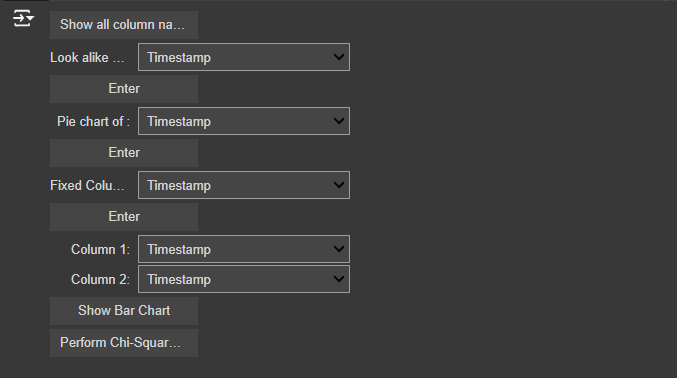 Show all column na...
Look alike ... Timestamp
Enter
Pie chart of : Timestamp
Enter
Fixed Colu... Timestamp
Enter
Column 1: Timestamp
Column 2: Timestamp
Show Bar Chart
Perform Chi-Squar...